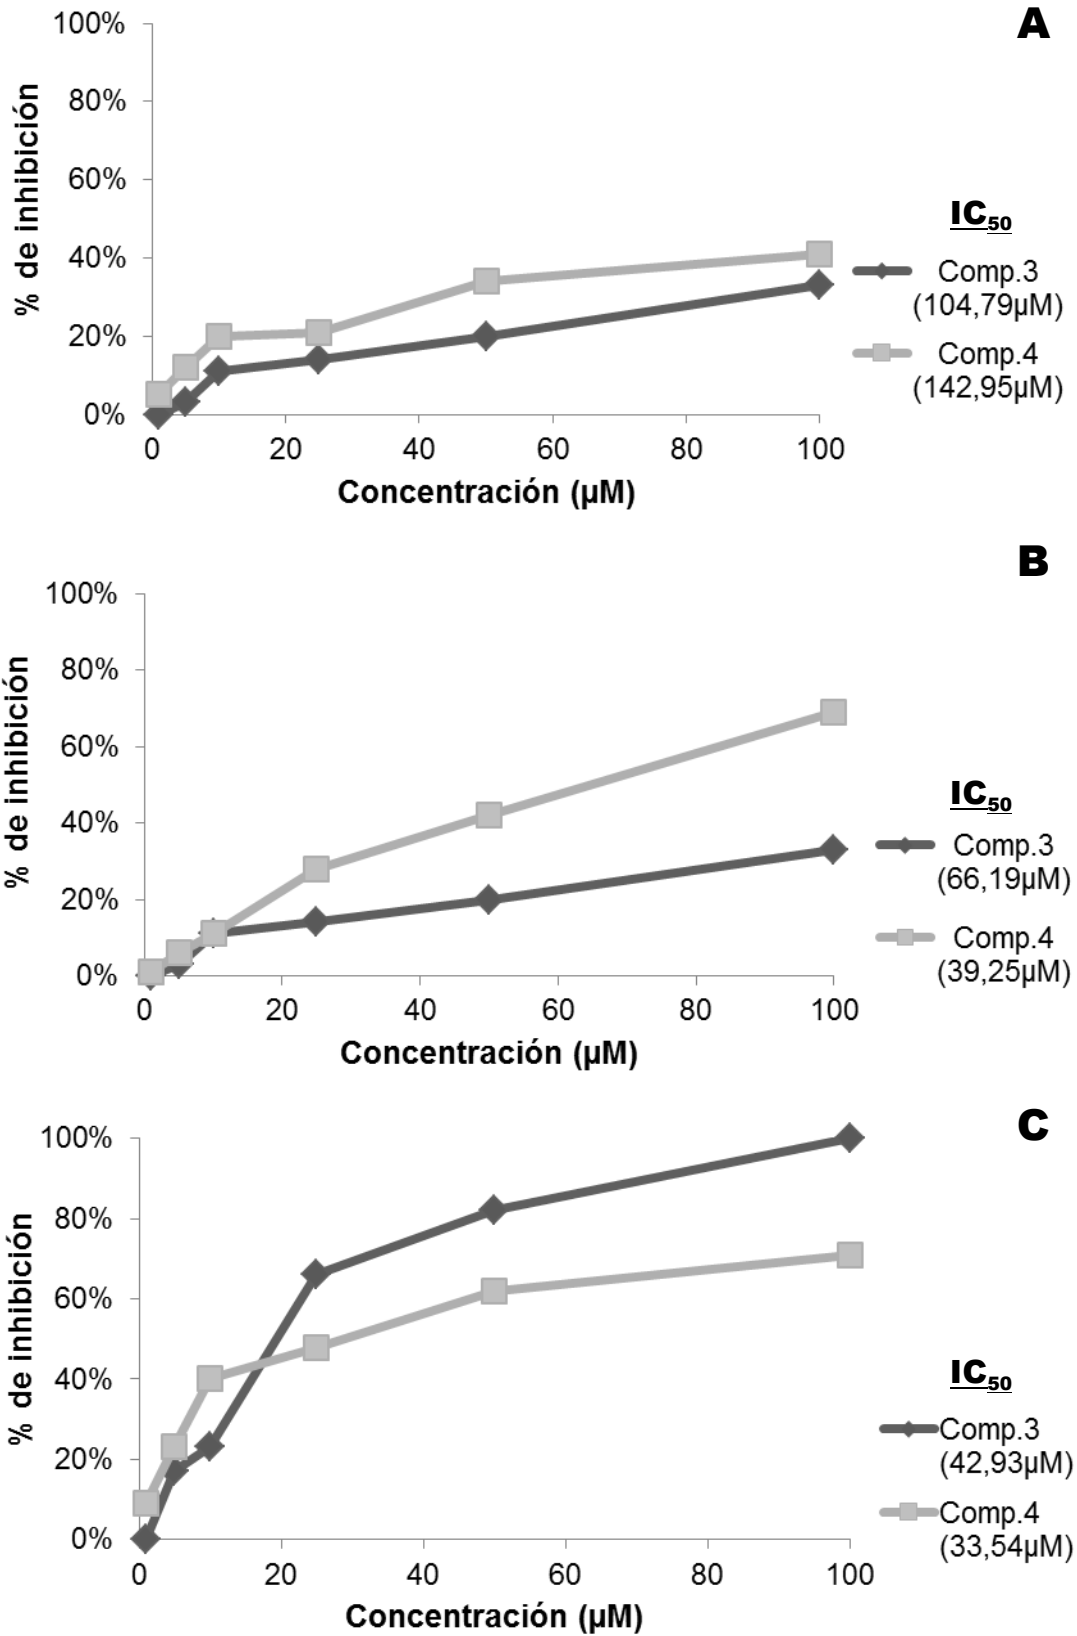 A
100%
80%
60%
40%
20%
0%
% de inhibición
0 20 40 60 80 100
Concentración (µM)
IC50
Comp.3
(104,79µM)
Comp.4
(142,95µM)
B
100%
80%
60%
40%
20%
0%
% de inhibición
0 20 40 60 80 100
Concentración (µM)
IC50
Comp.3
(66,19µM)
Comp.4
(39,25µM)
C
100%
80%
60%
40%
20%
0%
% de inhibición
0 20 40 60 80 100
Concentración (µM)
IC50
Comp.3
(42,93µM)
Comp.4
(33,54µM)